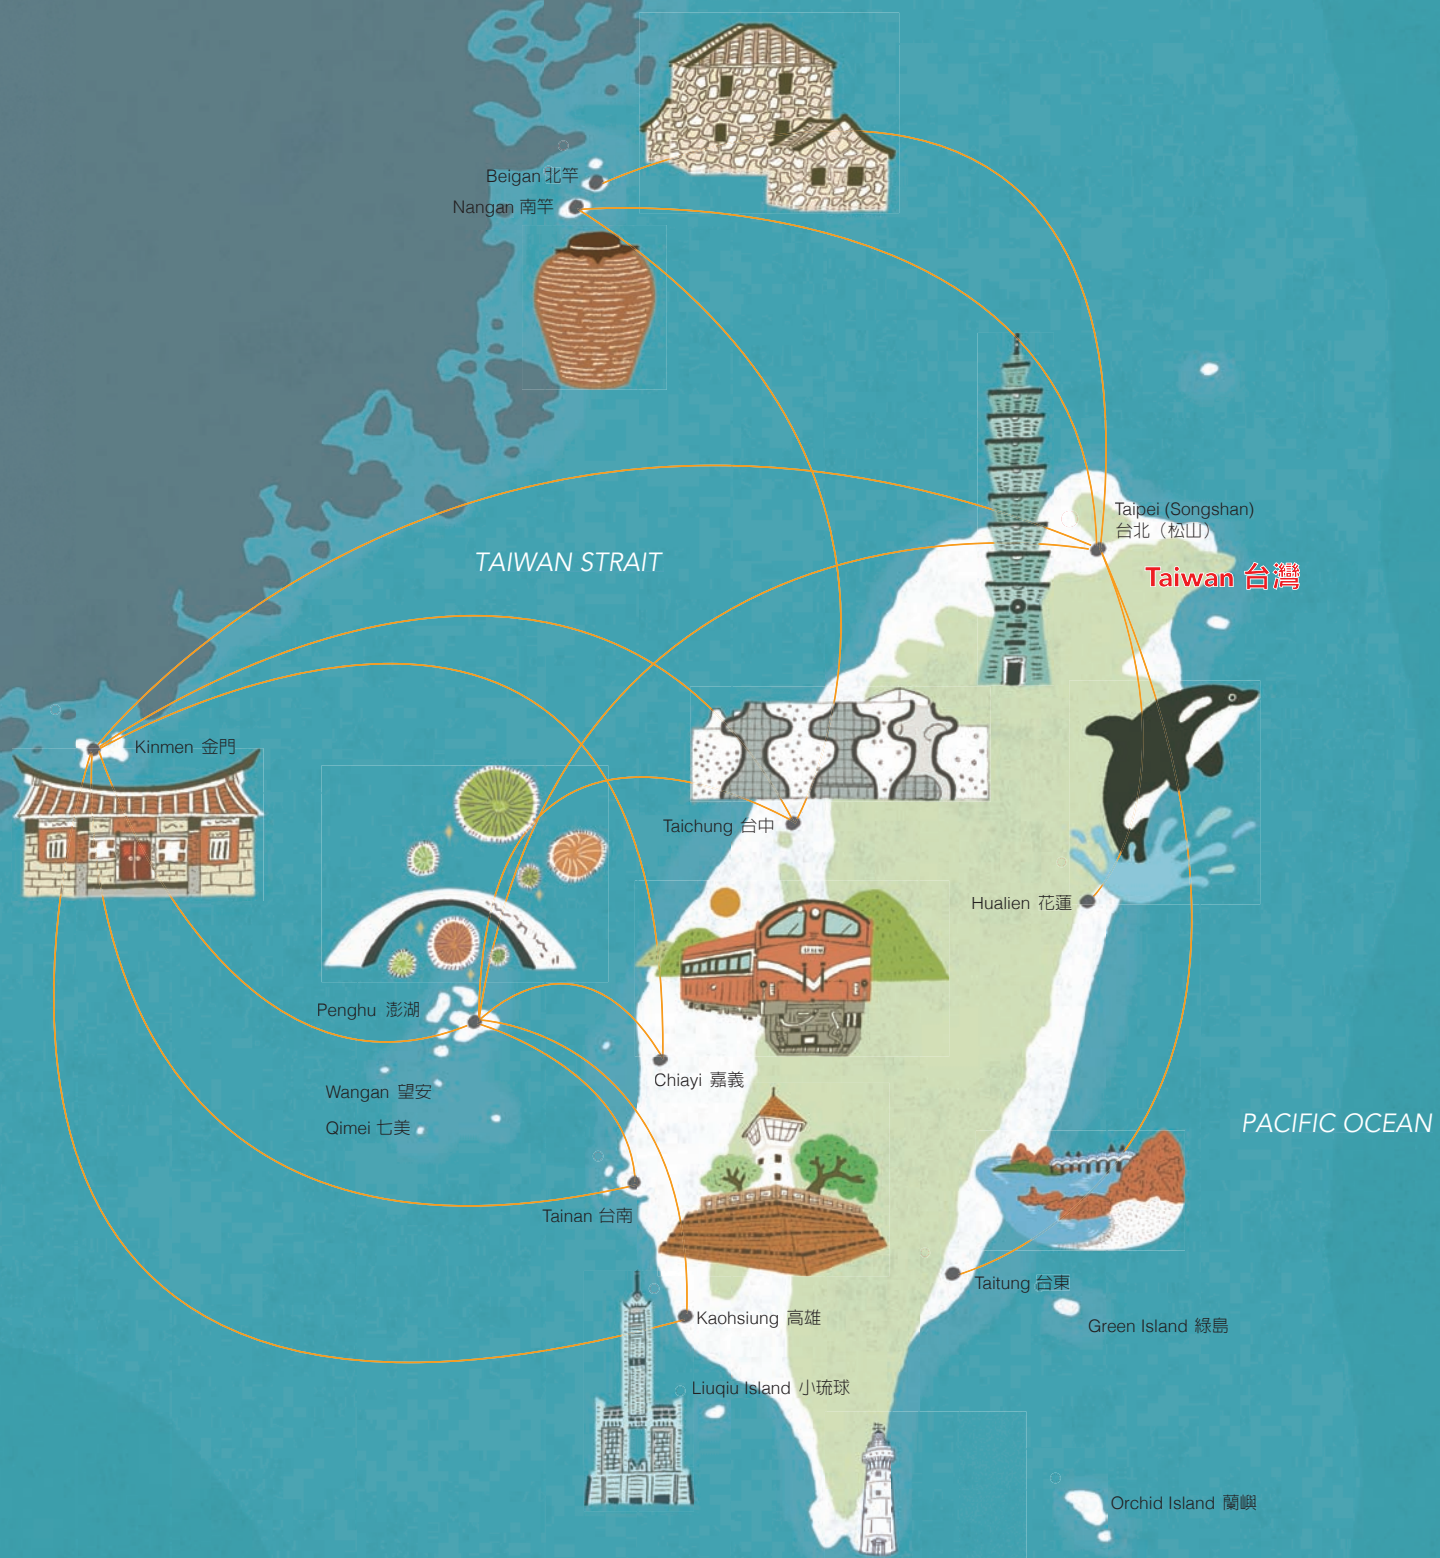 Beigan 北竿
Nangan 南竿
Taipei (Songshan)
台北（松山）
TAIWAN STRAIT
Taiwan 台灣
Kinmen 金門
Taichung 台中
Hualien 花蓮
Penghu 澎湖
Chiayi 嘉義
Wangan 望安
Qimei 七美
PACIFIC OCEAN
Tainan 台南
Taitung 台東
Kaohsiung 高雄
Green Island 綠島
Liuqiu Island 小琉球
Orchid Island 蘭嶼